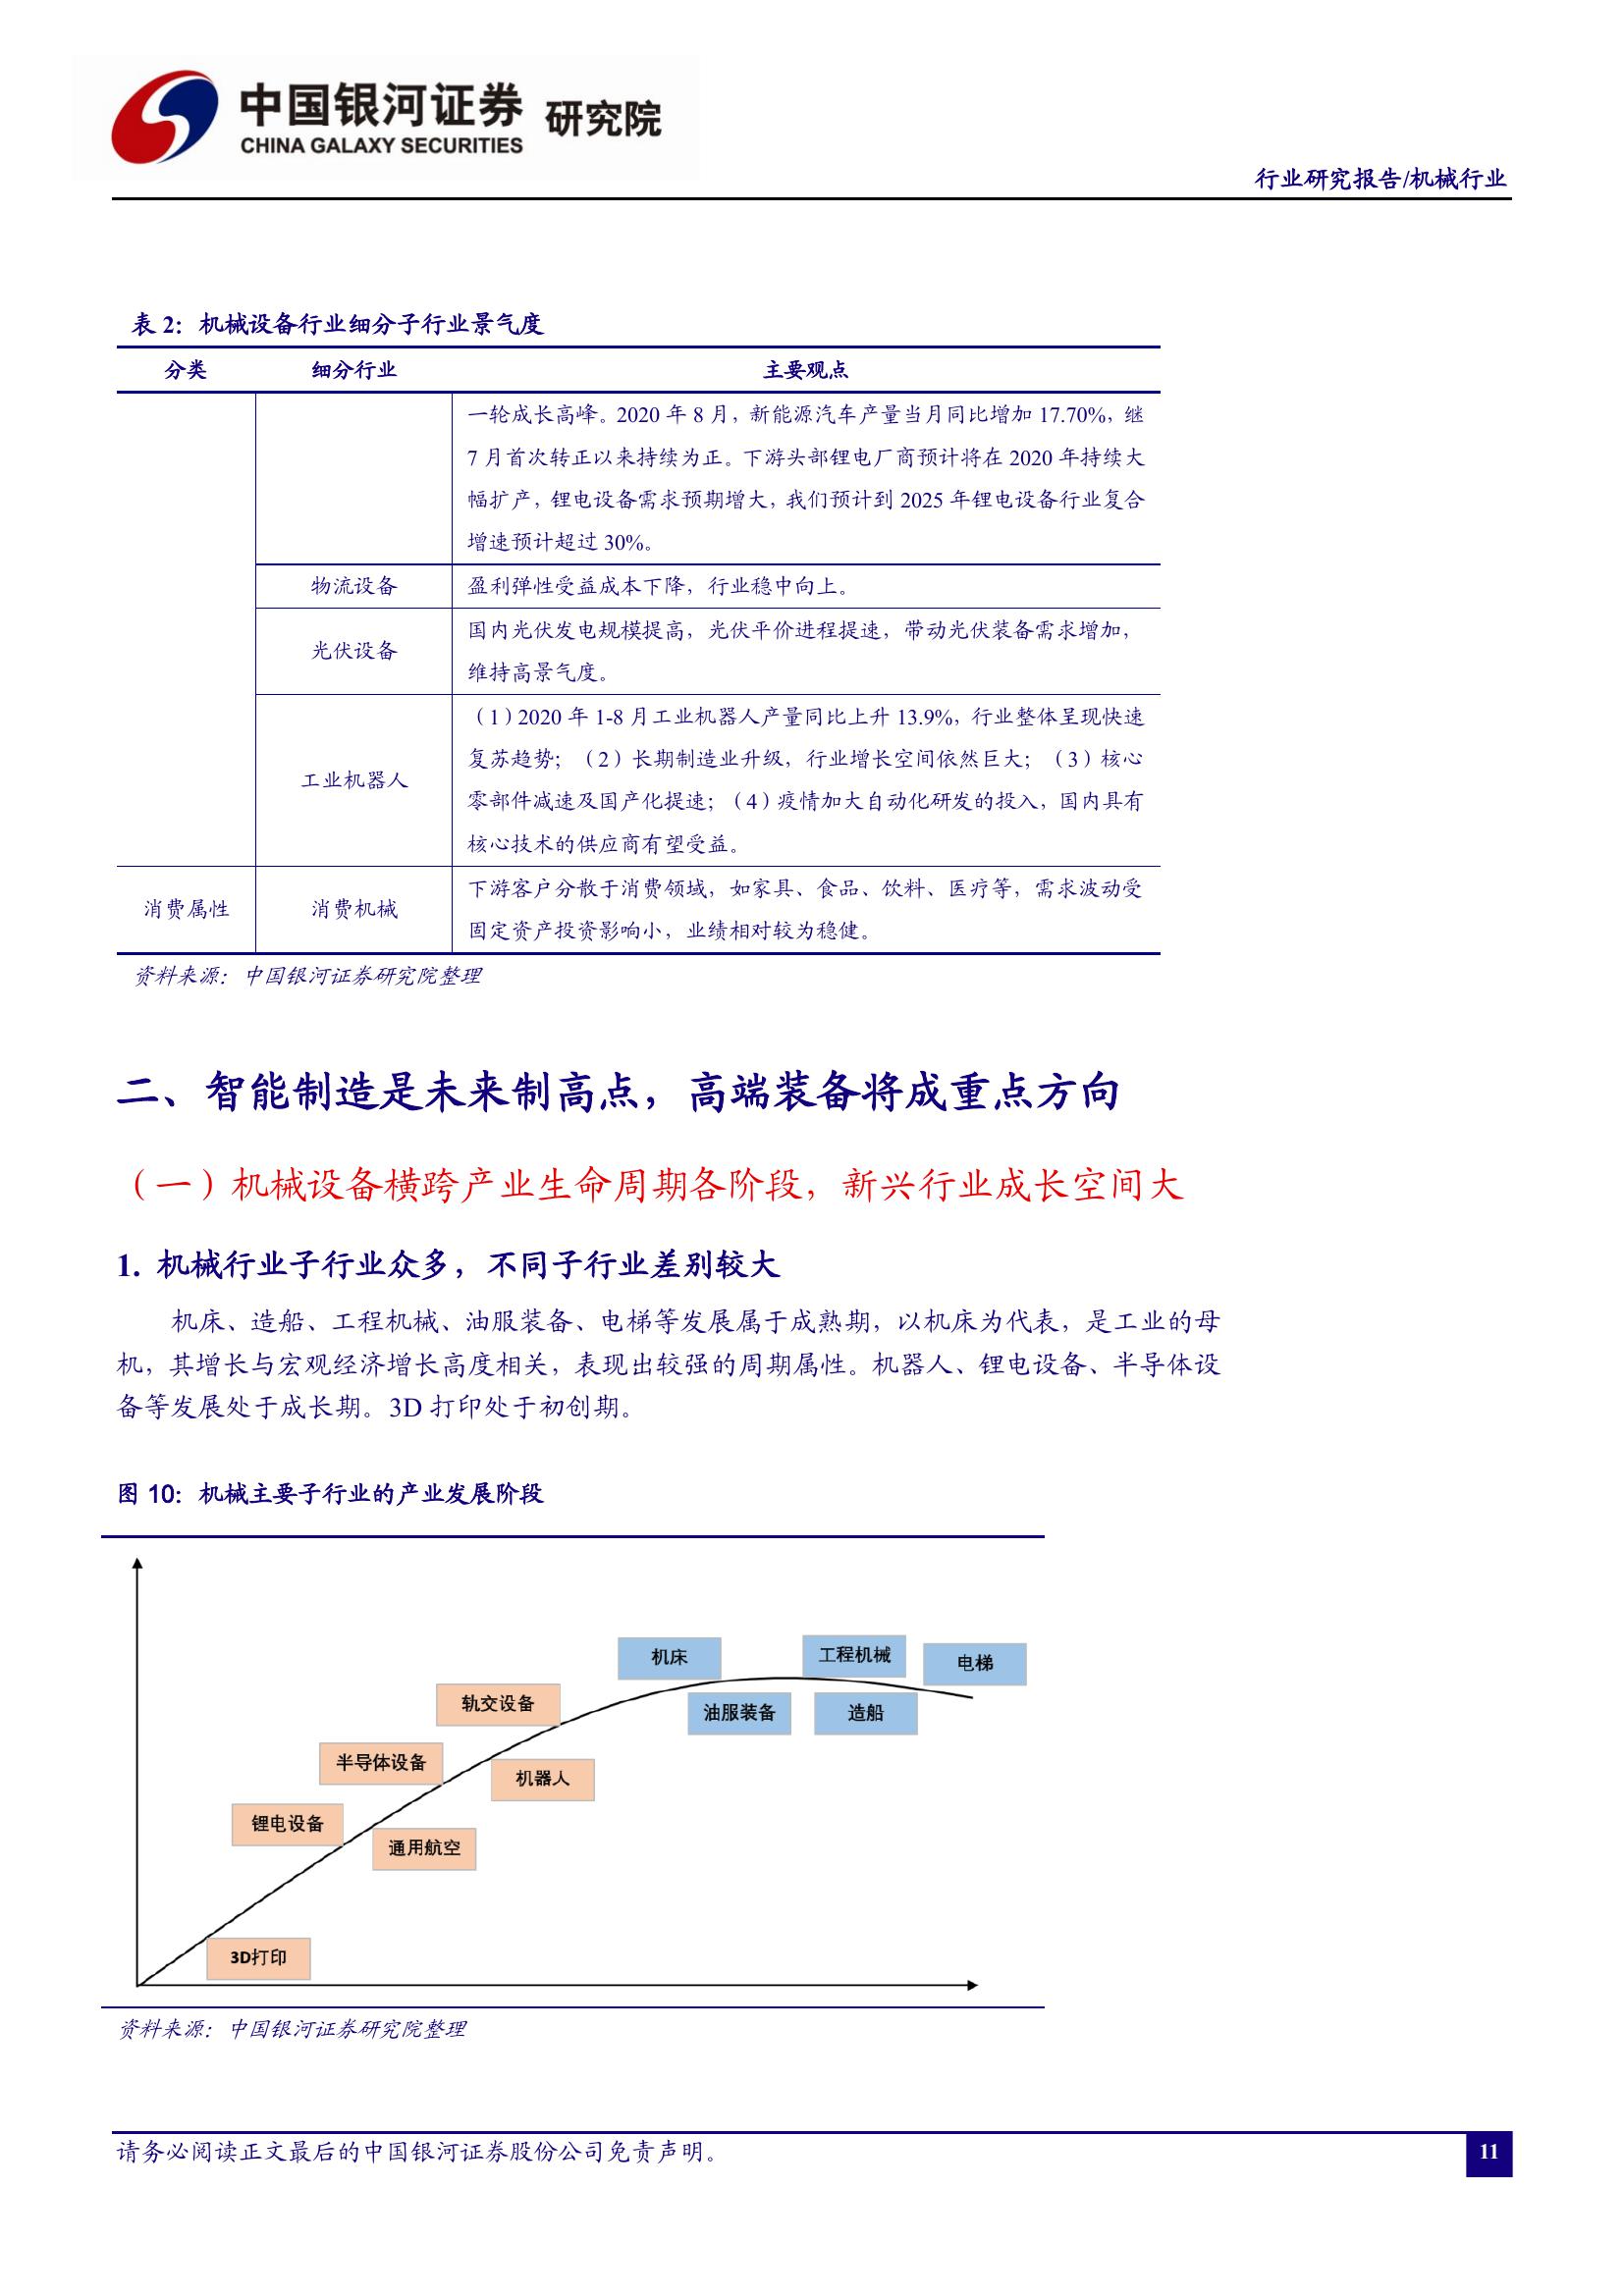 中国银河证券 研究院
CHINA GALAXY SECURITIES
行业研究报告/机械行业
表 2：机械设备行业细分子行业景气度
分类 细分行业 主要观点
一轮成长高峰。2020 年 8 月，新能源汽车产量当月同比增加 17.70%，继
7 月首次转正以来持续为正。下游头部锂电厂商预计将在 2020 年持续大
幅扩产，锂电设备需求预期增大，我们预计到 2025 年锂电设备行业复合
增速预计超过 30%。
物流设备 盈利弹性受益成本下降，行业稳中向上。
光伏设备
国内光伏发电规模提高，光伏平价进程提速，带动光伏装备需求增加，
维持高景气度。
工业机器人
（1）2020 年 1-8 月工业机器人产量同比上升 13.9%，行业整体呈现快速
复苏趋势；（2）长期制造业升级，行业增长空间依然巨大；（3）核心
零部件减速及国产化提速；（4）疫情加大自动化研发的投入，国内具有
核心技术的供应商有望受益。
消费属性 消费机械
下游客户分散于消费领域，如家具、食品、饮料、医疗等，需求波动受
固定资产投资影响小，业绩相对较为稳健。
资料来源：中国银河证券研究院整理
二、智能制造是未来制高点，高端装备将成重点方向
（一）机械设备横跨产业生命周期各阶段，新兴行业成长空间大
1. 机械行业子行业众多，不同子行业差别较大
机床、造船、工程机械、油服装备、电梯等发展属于成熟期，以机床为代表，是工业的母
机，其增长与宏观经济增长高度相关，表现出较强的周期属性。机器人、锂电设备、半导体设
备等发展处于成长期。3D 打印处于初创期。
图 10：机械主要子行业的产业发展阶段
机床
工程机械
电梯
轨交设备
油服装备
造船
半导体设备
机器人
锂电设备
通用航空
3D打印
资料来源：中国银河证券研究院整理
请务必阅读正文最后的中国银河证券股份公司免责声明。
11